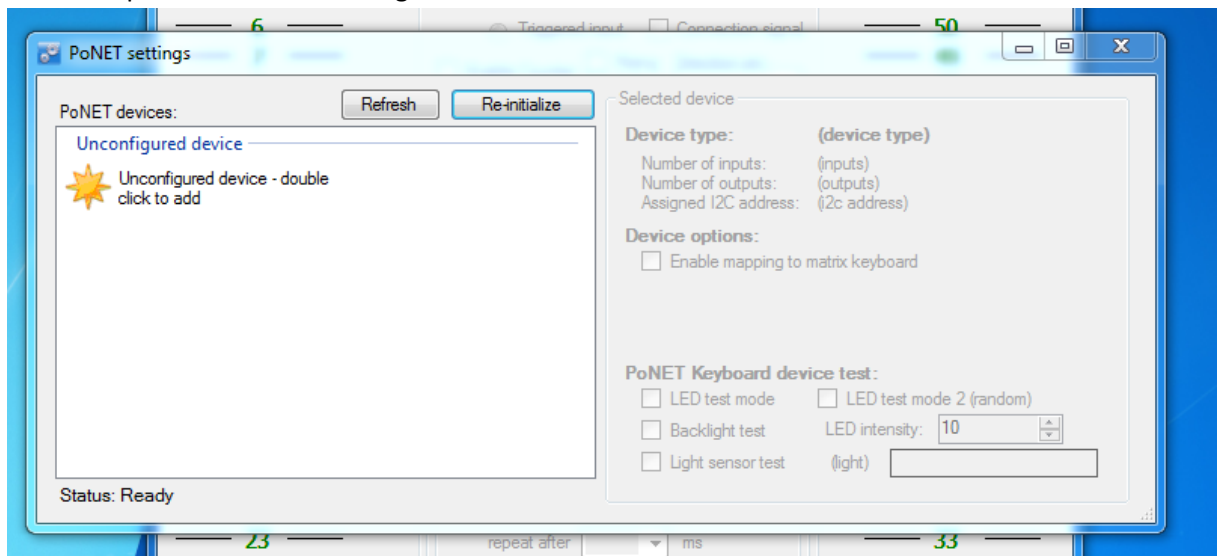 6
Triggered input
Connection signal
50
PoNET settings
PoNET devices:
Refresh
Re-initialize
Unconfigured device
Unconfigured device - double
click to add
Status: Ready
Selected device
Device type: (device type)
Number of inputs: (inputs)
Number of outputs: (outputs)
Assigned I2C address: (i2c address)
Device options:
Enable mapping to matrix keyboard
PoNET Keyboard device test:
LED test mode
LED test mode 2 (random)
Backlight test
LED intensity: 10
Light sensor test
(light)
23
repeat after
ms
33